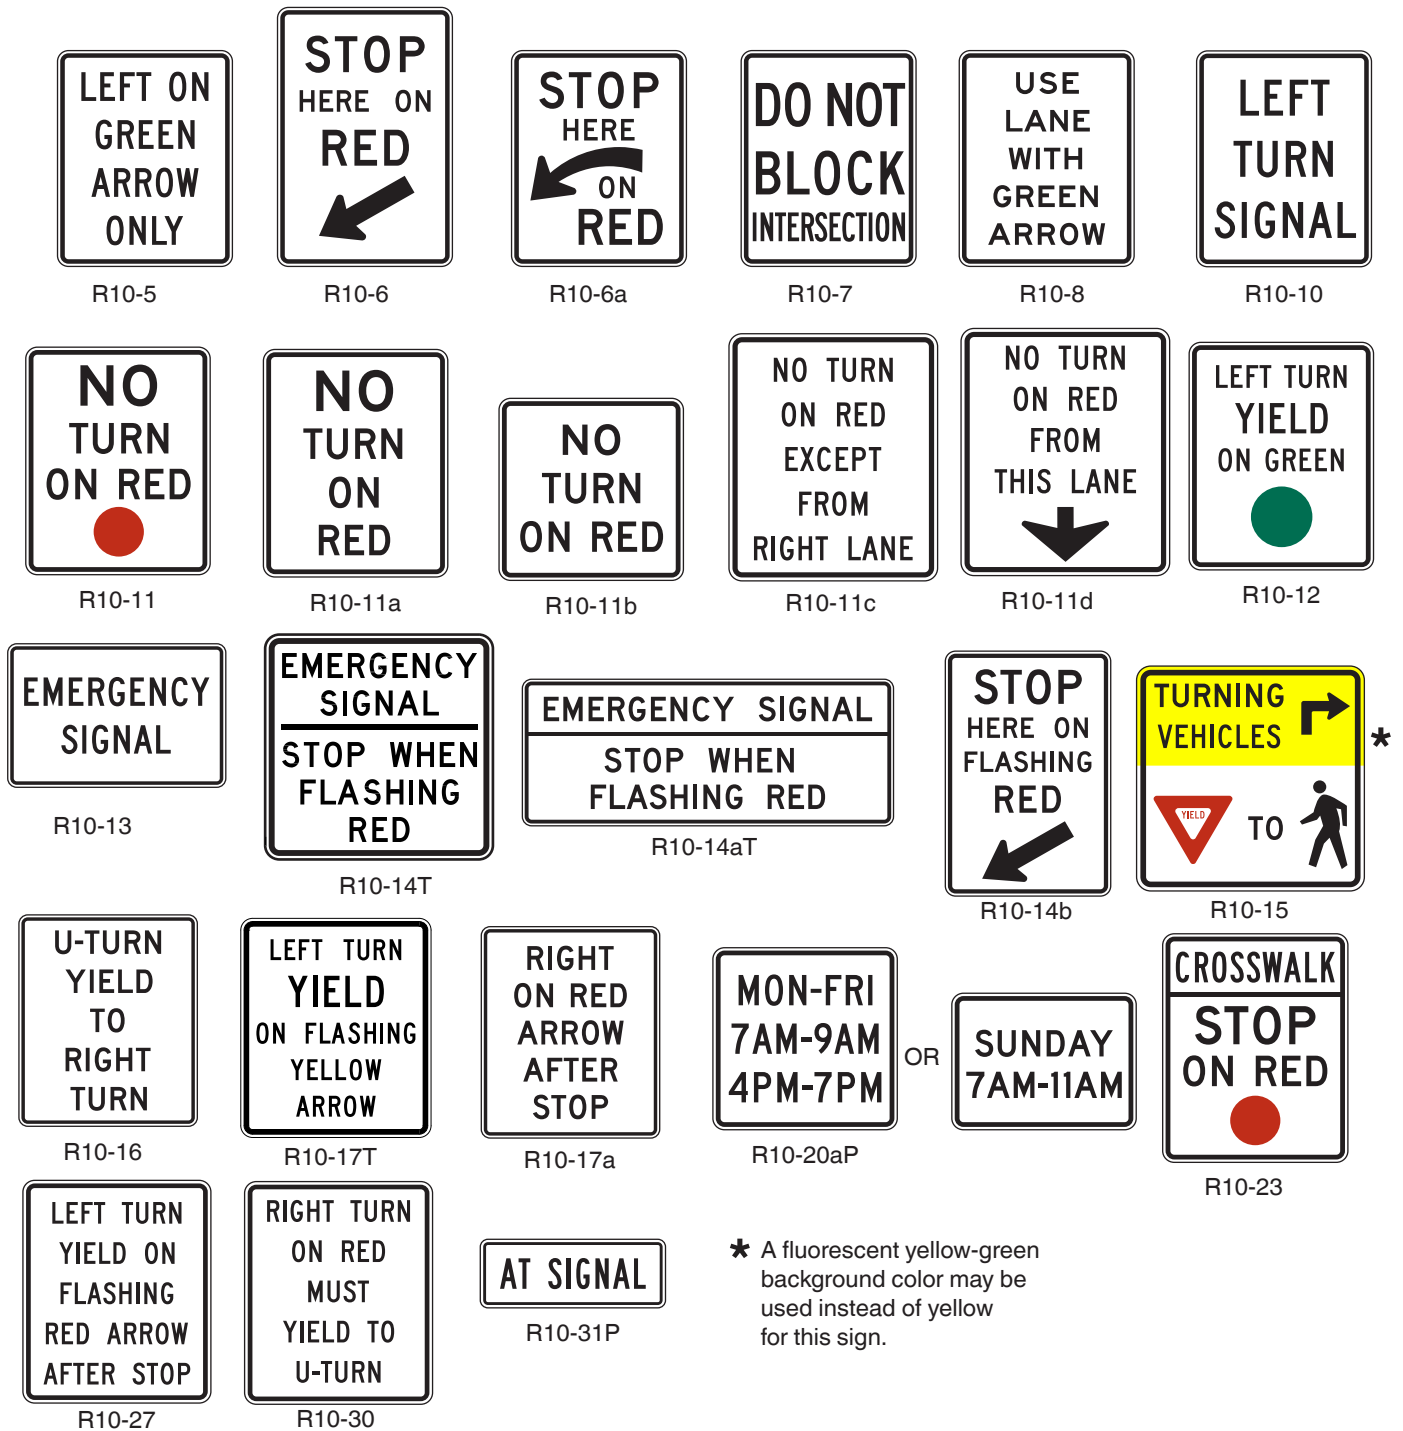 LEFT ON
GREEN
ARROW
ONLY
R10-5
STOP
HERE ON
RED
R10-6
STOP
HERE
ON
RED
R10-6a
DO NOT
BLOCK
INTERSECTION
R10-7
USE
LANE
WITH
GREEN
ARROW
R10-8
LEFT
TURN
SIGNAL
R10-10
NO
TURN
ON RED
R10-11
NO
TURN
ON
RED
R10-11a
NO
TURN
ON RED
R10-11b
NO TURN
ON RED
EXCEPT
FROM
RIGHT LANE
R10-11c
NO TURN
ON RED
FROM
THIS LANE
R10-11d
LEFT TURN
YIELD
ON GREEN
R10-12
EMERGENCY
SIGNAL
R10-13
EMERGENCY
SIGNAL
STOP WHEN
FLASHING
RED
R10-14T
EMERGENCY SIGNAL
STOP WHEN
FLASHING RED
R10-14aT
STOP
HERE ON
FLASHING
RED
R10-14b
TURNING
VEHICLES
YIELD
TO
*
R10-15
U-TURN
YIELD
TO
RIGHT
TURN
R10-16
LEFT TURN
YIELD
ON FLASHING
YELLOW
ARROW
R10-17T
RIGHT
ON RED
ARROW
AFTER
STOP
R10-17a
MON-FRI
7AM-9AM
4PM-7PM
R10-20aP
OR
SUNDAY
7AM-11AM
CROSSWALK
STOP
ON RED
R10-23
LEFT TURN
YIELD ON
FLASHING
RED ARROW
AFTER STOP
R10-27
RIGHT TURN
ON RED
MUST
YIELD TO
U-TURN
R10-30
AT SIGNAL
R10-31P
* A fluorescent yellow-green
background color may be
used instead of yellow
for this sign.